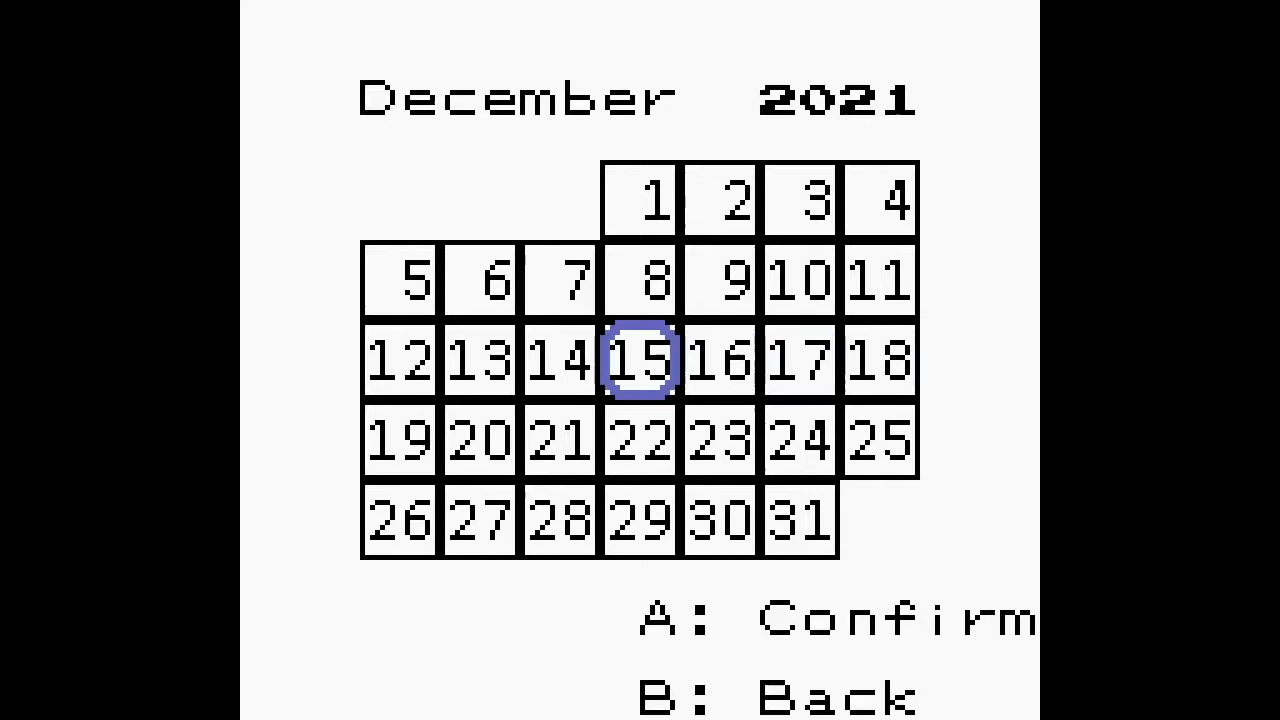 December 2021
1 2 3 4
5 6 7 8 9 10 11
12 13 14 15 16 17 18
19 20 21 22 23 24 25
26 27 28 29 30 31
A: Confirm
B: Back